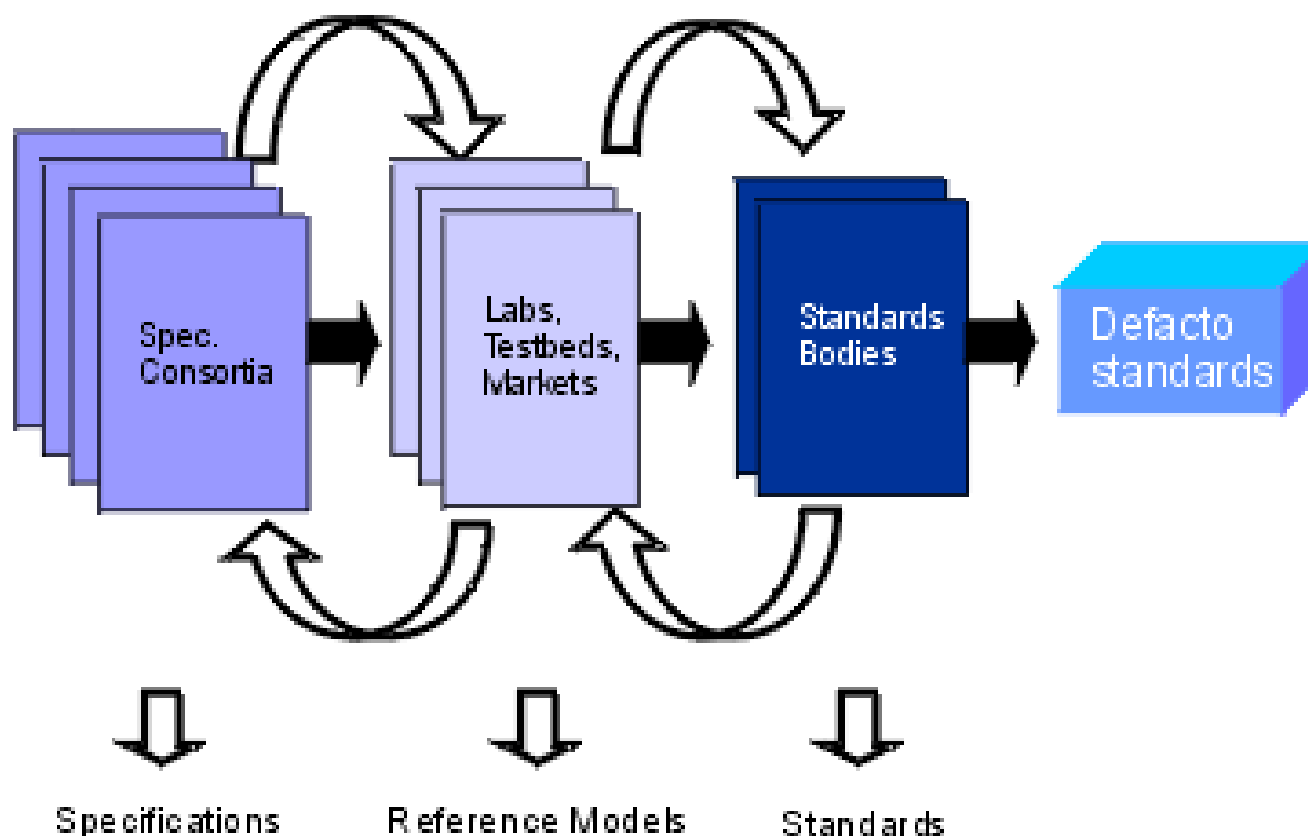 Spec.
Consortia
Labs,
Testbeds,
Markets
Standards
Bodies
Defacto
standards
Specifications
Reference Models
Standards